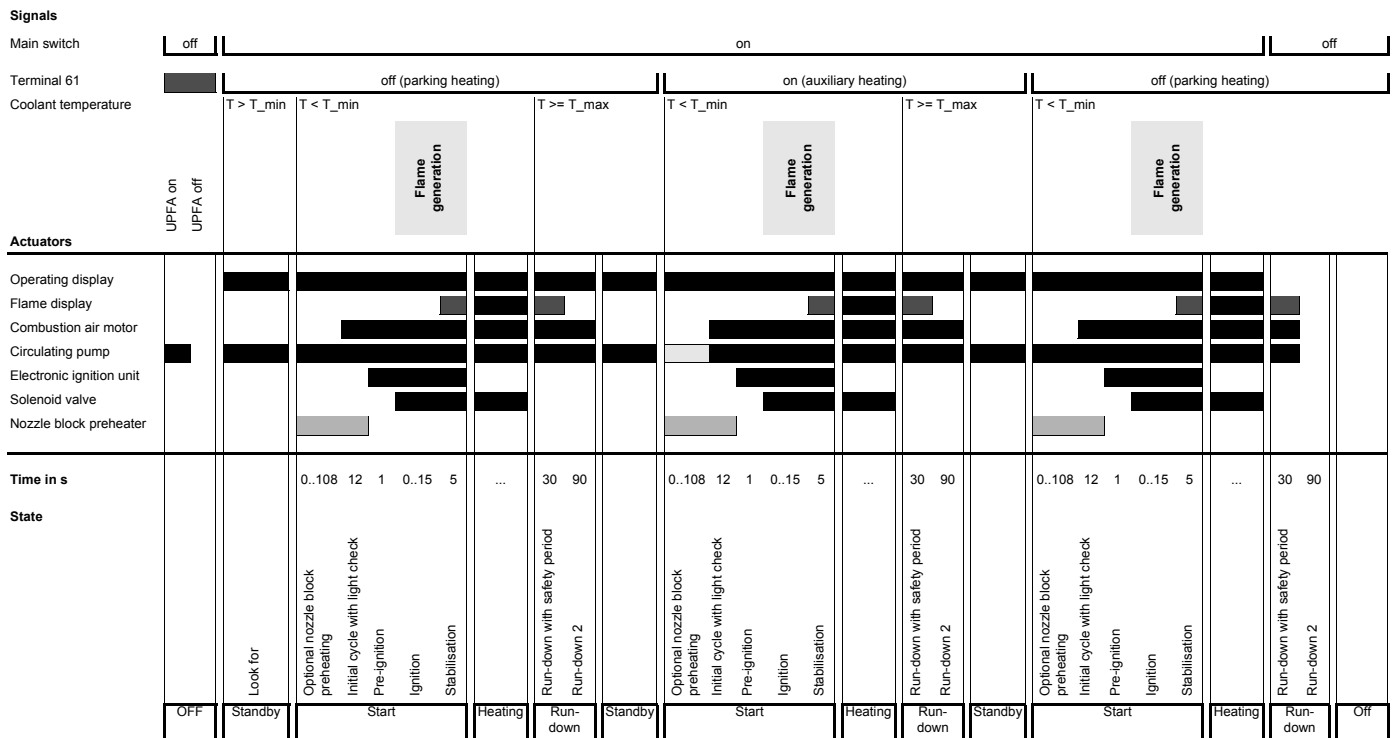 Signals
Main switch off on off
Terminal 61 off (parking heating) on (auxiliary heating) off (parking heating)
Coolant temperature T > T_min T < T_min T >= T_max T < T_min T >= T_max T < T_min
UPFA on
UPFA off
Flame
generation
Flame
generation
Flame
generation
Actuators
Operating display
Flame display
Combustion air motor
Circulating pump
Electronic ignition unit
Solenoid valve
Nozzle block preheater
Time in s 0..108 12 1 0..15 5 ... 30 90 0..108 12 1 0..15 5 ... 30 90 0..108 12 1 0..15 5 ... 30 90
State
Look for
Optional nozzle block
preheating
Initial cycle with light check
Pre-ignition
Ignition
Stabilisation
Run-down with safety period
Run-down 2
Optional nozzle block
preheating
Initial cycle with light check
Pre-ignition
Ignition
Stabilisation
Run-down with safety period
Run-down 2
Optional nozzle block
preheating
Initial cycle with light check
Pre-ignition
Ignition
Stabilisation
Run-down with safety period
Run-down 2
OFF Standby Start Heating Run-
down Standby Start Heating Run-
down Standby Start Heating Run-
down Off